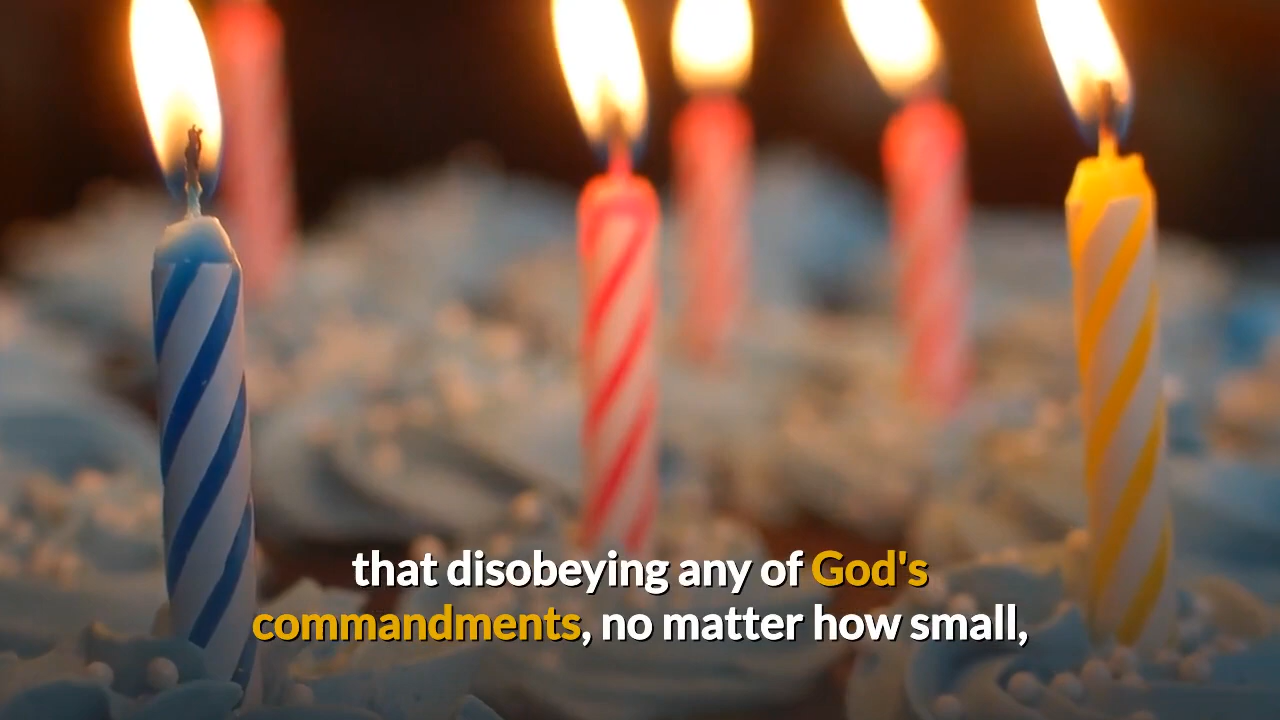 that disobeying any of God's
commandments, no matter how small,